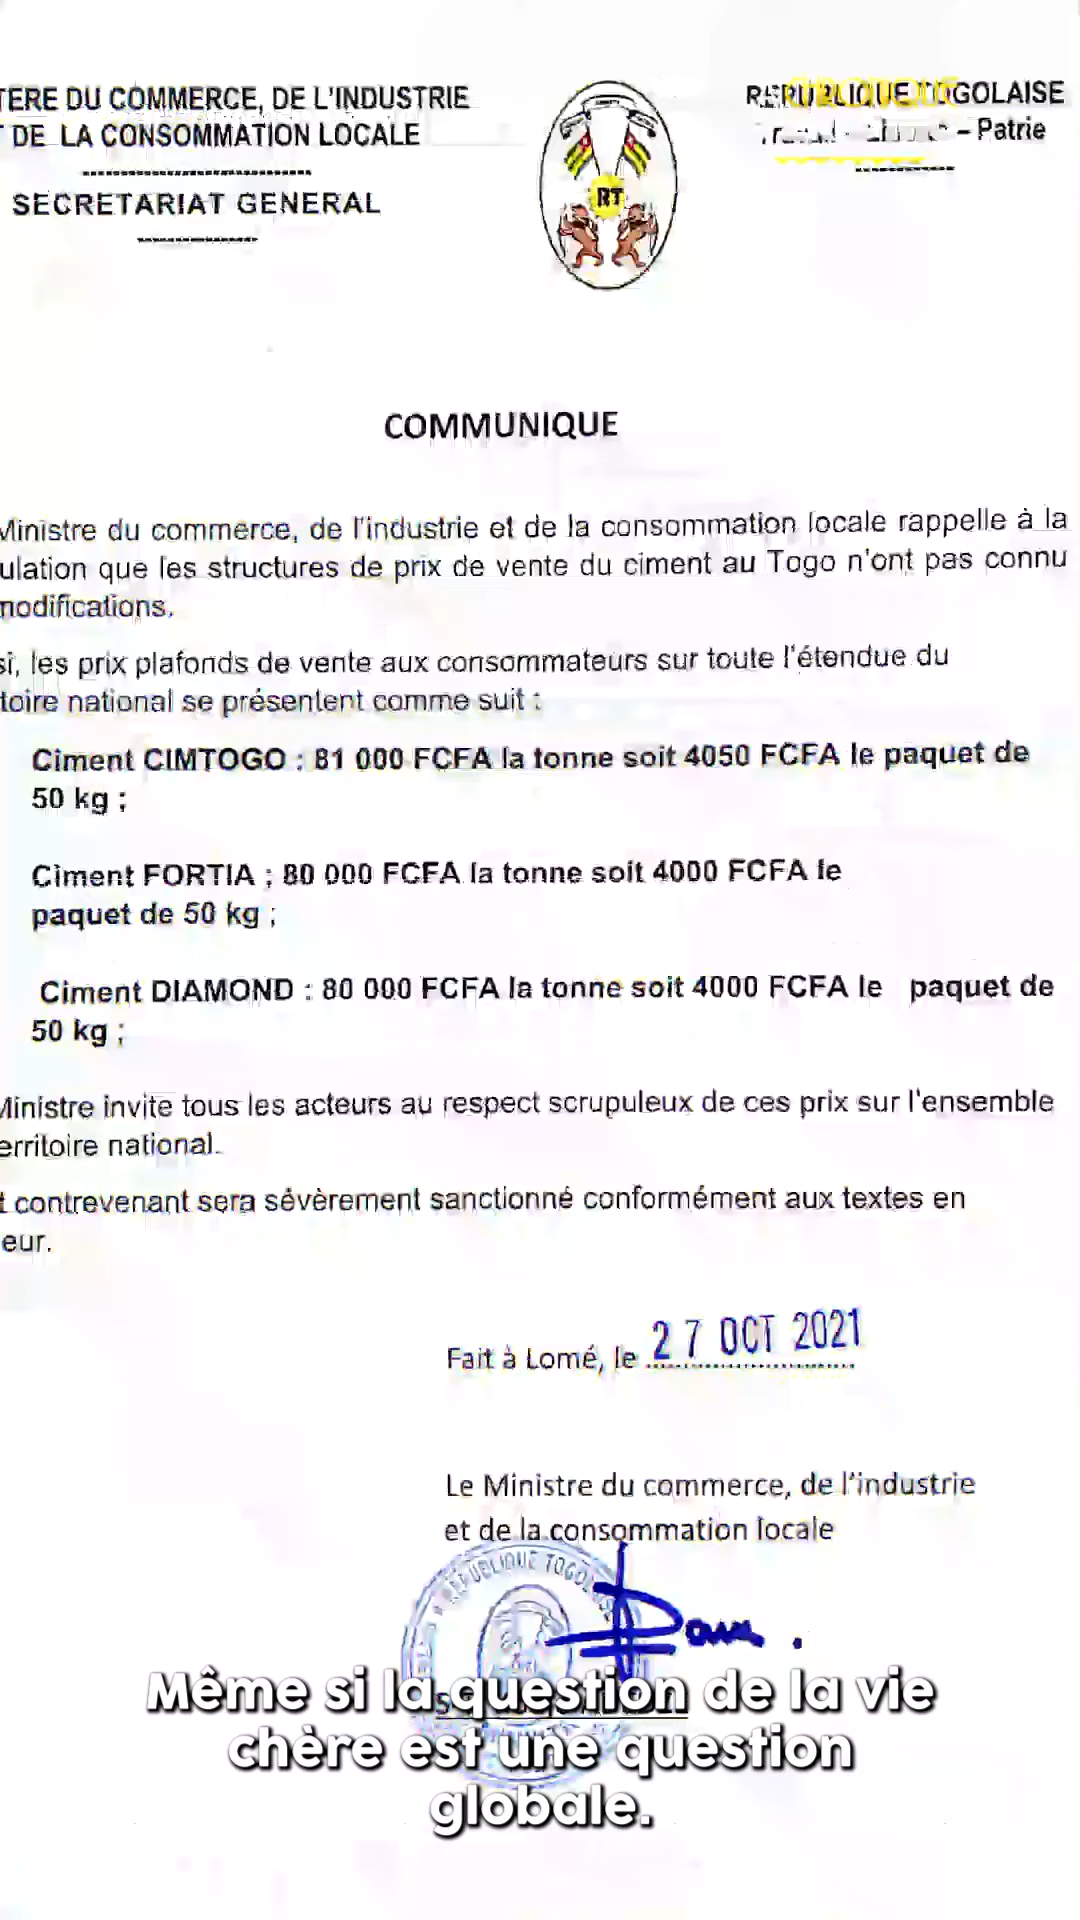 TERE DU COMMERCE, DE L'INDUSTRIE
DE LA CONSOMMATION LOCALE
SECRETARIAT GENERAL
RT
REPUBLIQUE TOGOLAISE
– Patrie
COMMUNIQUE
Ministre du commerce, de l'industrie et de la consommation locale rappelle à la
ulation que les structures de prix de vente du ciment au Togo n'ont pas connu
modifications.
si, les prix plafonds de vente aux consommateurs sur toute l'étendue du
toire national se présentent comme suit :
Ciment CIMTOGO : 81 000 FCFA la tonne soit 4050 FCFA le paquet de
50 kg ;
Ciment FORTIA ; 80 000 FCFA la tonne soit 4000 FCFA le
paquet de 50 kg ;
Ciment DIAMOND : 80 000 FCFA la tonne soit 4000 FCFA le paquet de
50 kg ;
Ministre invite tous les acteurs au respect scrupuleux de ces prix sur l'ensemble
erritoire national.
t contrevenant sera sévèrement sanctionné conformément aux textes en
eur.
Fait à Lomé, le 27 OCT 2021
Le Ministre du commerce, de l'industrie
et de la consommation locale
REPUBLIQUE TOGOLAISE
Même si la question de la vie
chère est une question
globale.